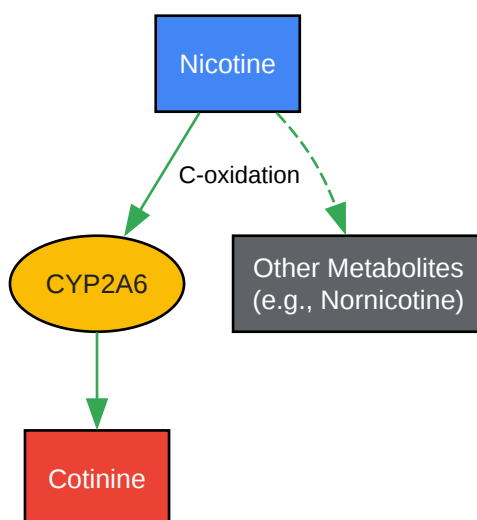 Nicotine
C-oxidation
CYP2A6
Other Metabolites
(e.g., Nornicotine)
Cotinine